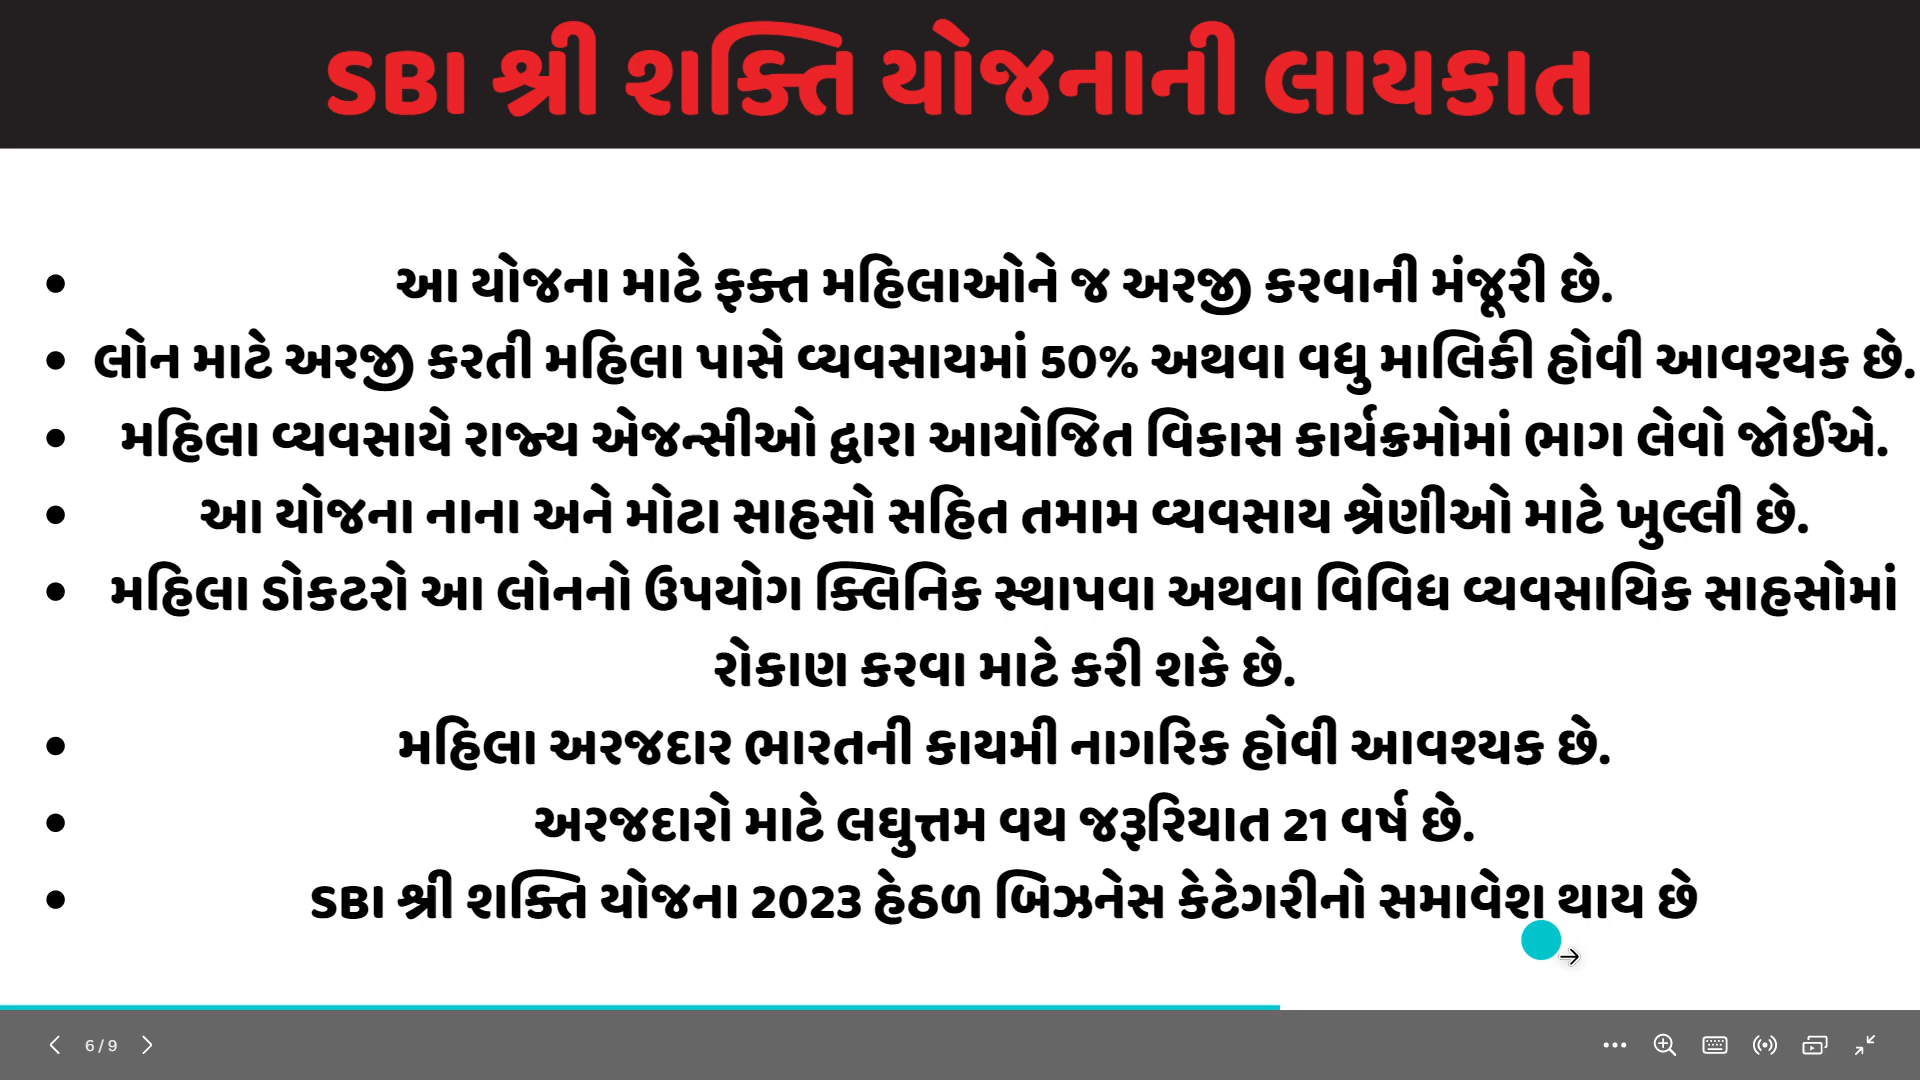 SBI શ્રી શક્તિ યોજનાની લાયકાત
• આ યોજના માટે ફક્ત મહિલાઓને જ અરજી કરવાની મંજૂરી છે.
• લોન માટે અરજી કરતી મહિલા પાસે વ્યવસાયમાં 50% અથવા વધુ માલિકી હોવી આવશ્યક છે.
• મહિલા વ્યવસાયે રાજ્ય એજન્સીઓ દ્વારા આયોજિત વિકાસ કાર્યક્રમોમાં ભાગ લેવો જોઈએ.
• આ યોજના નાના અને મોટા સાહસો સહિત તમામ વ્યવસાય શ્રેણીઓ માટે ખુલ્લી છે.
• મહિલા ડોકટરો આ લોનનો ઉપયોગ ક્લિનિક સ્થાપવા અથવા વિવિધ વ્યવસાયિક સાહસોમાં
રોકાણ કરવા માટે કરી શકે છે.
• મહિલા અરજદાર ભારતની કાયમી નાગરિક હોવી આવશ્યક છે.
• અરજદારો માટે લઘુત્તમ વય જરૂરિયાત 21 વર્ષ છે.
• SBI શ્રી શક્તિ યોજના 2023 હેઠળ બિઝનેસ કેટેગરીનો સમાવેશ થાય છે
6 / 9